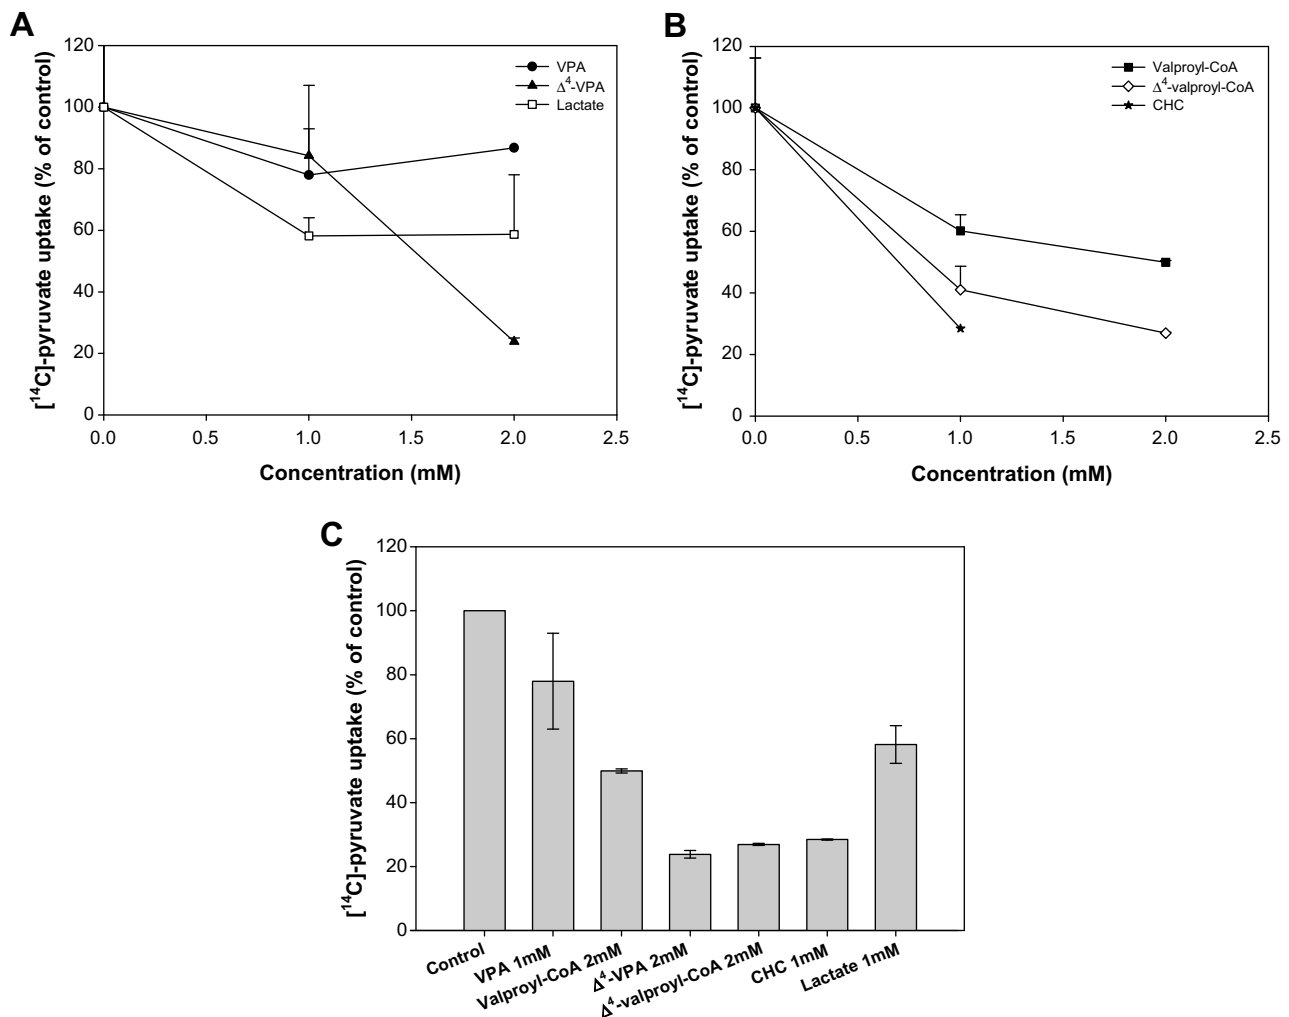 A
[¹⁴C]-pyruvate uptake (% of control)
120
100
80
60
40
20
0
0.0 0.5 1.0 1.5 2.0 2.5
Concentration (mM)
VPA
Δ⁴-VPA
Lactate
B
[¹⁴C]-pyruvate uptake (% of control)
120
100
80
60
40
20
0
0.0 0.5 1.0 1.5 2.0 2.5
Concentration (mM)
Valproyl-CoA
Δ⁴-valproyl-CoA
CHC
C
[¹⁴C]-pyruvate uptake (% of control)
120
100
80
60
40
20
0
Control
VPA 1mM
Valproyl-CoA 2mM
Δ⁴-VPA 2mM
Δ⁴-valproyl-CoA 2mM
CHC 1mM
Lactate 1mM